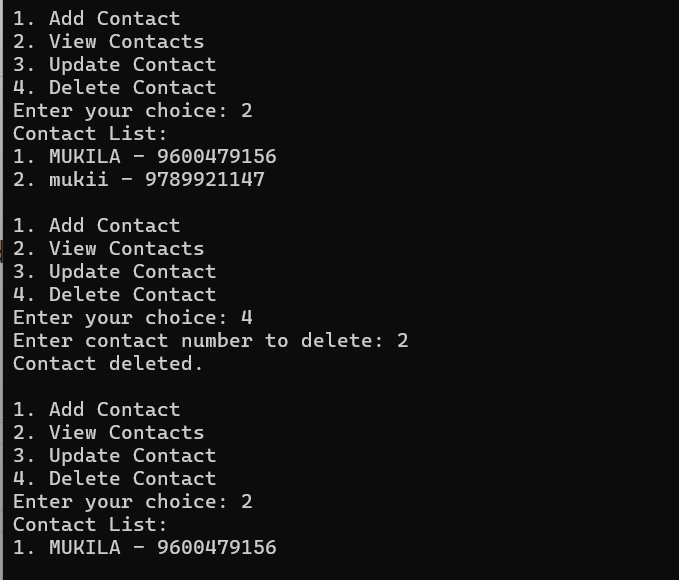 1. Add Contact
2. View Contacts
3. Update Contact
4. Delete Contact
Enter your choice: 2
Contact List:
1. MUKILA - 9600479156
2. mukii - 9789921147
1. Add Contact
2. View Contacts
3. Update Contact
4. Delete Contact
Enter your choice: 4
Enter contact number to delete: 2
Contact deleted.
1. Add Contact
2. View Contacts
3. Update Contact
4. Delete Contact
Enter your choice: 2
Contact List:
1. MUKILA - 9600479156